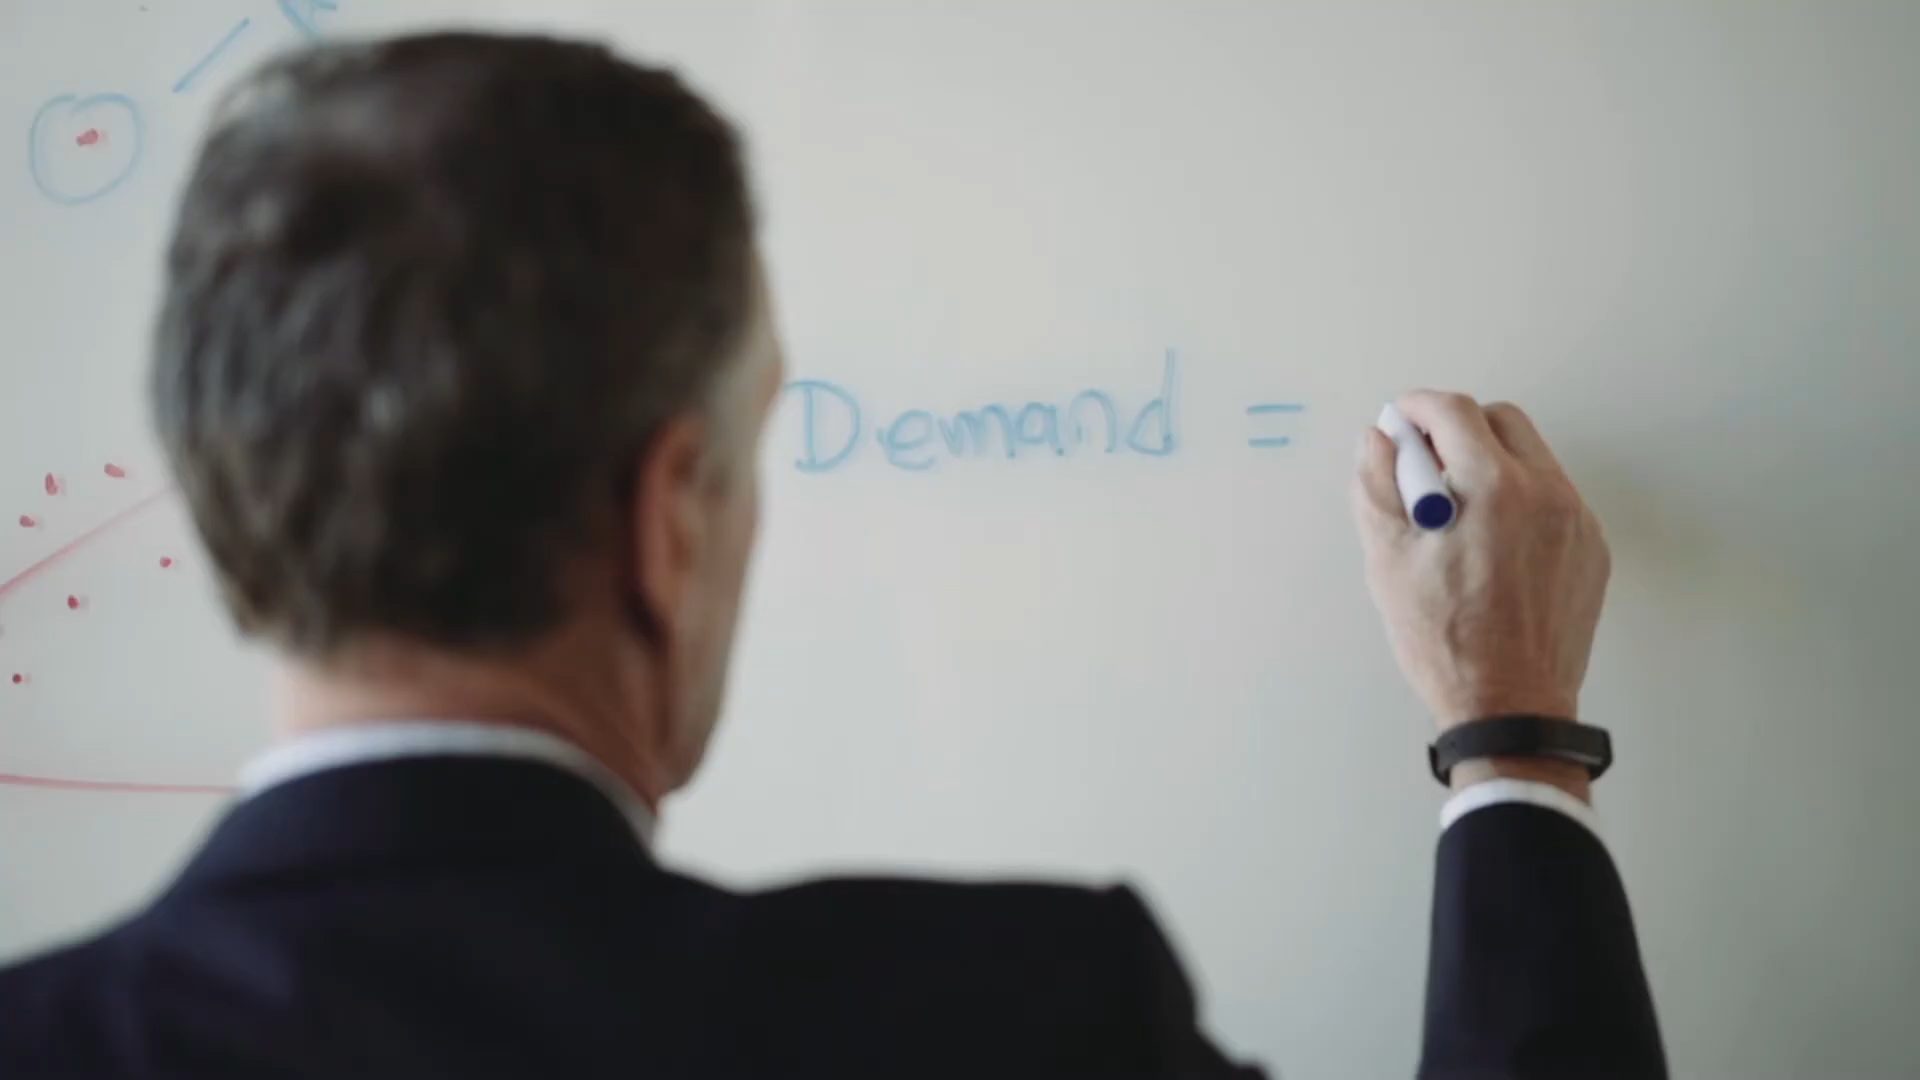 Demand =